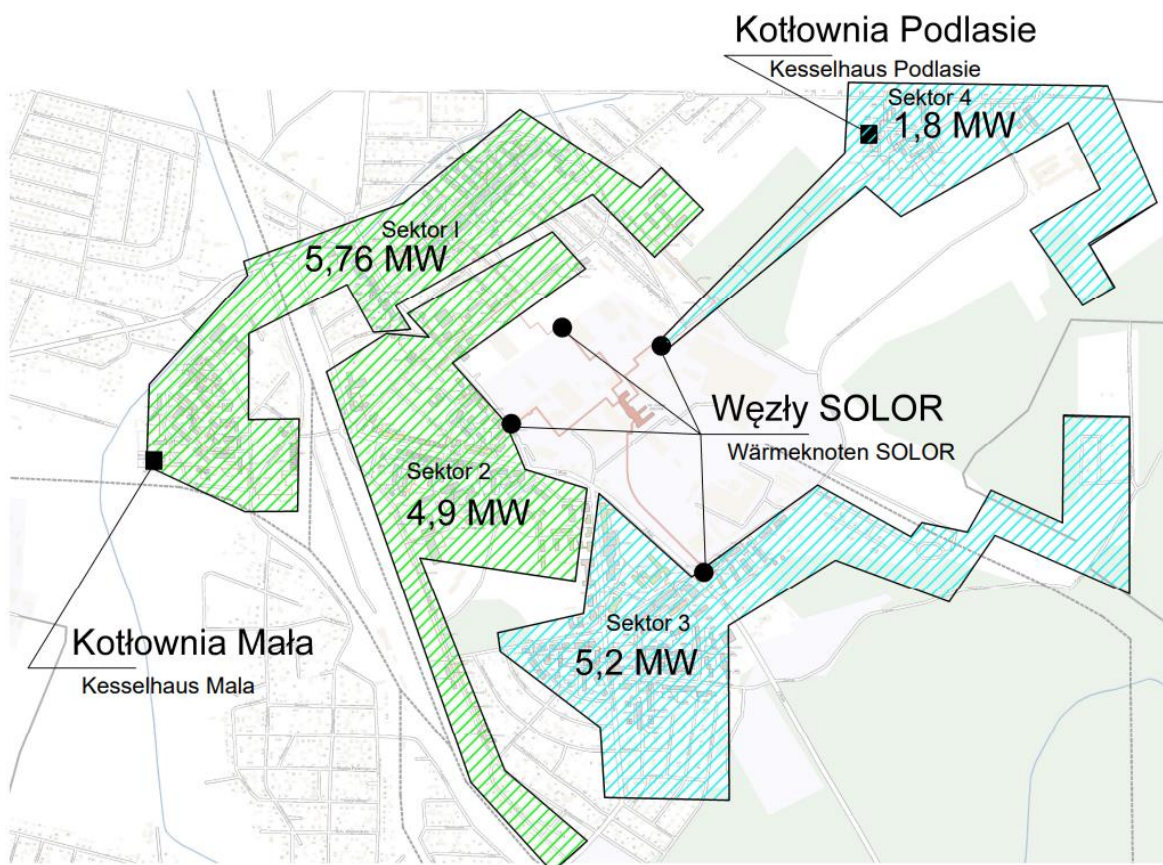 Kotłownia Podlasie
Kesselhaus Podlasie
Sektor 4
1,8 MW
Sektor I
5,76 MW
Węzły SOLOR
Wärmeknoten SOLOR
Sektor 2
4,9 MW
Sektor 3
5,2 MW
Kotłownia Mała
Kesselhaus Mala